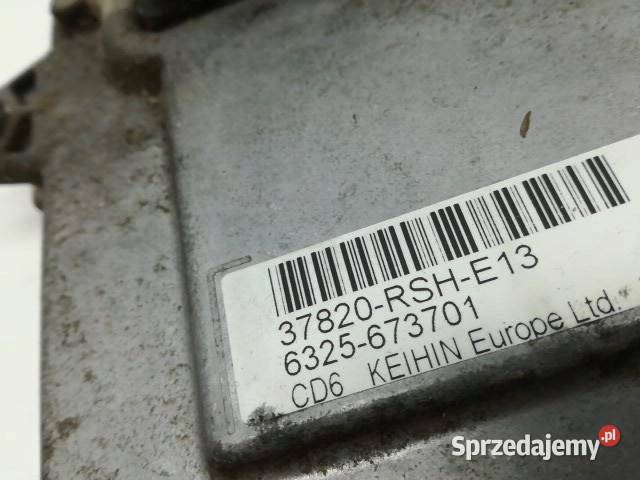 37820-RSH-E13
6325-673701
CD6 KEIHIN Europe Ltd.
Sprzedajemy.pl